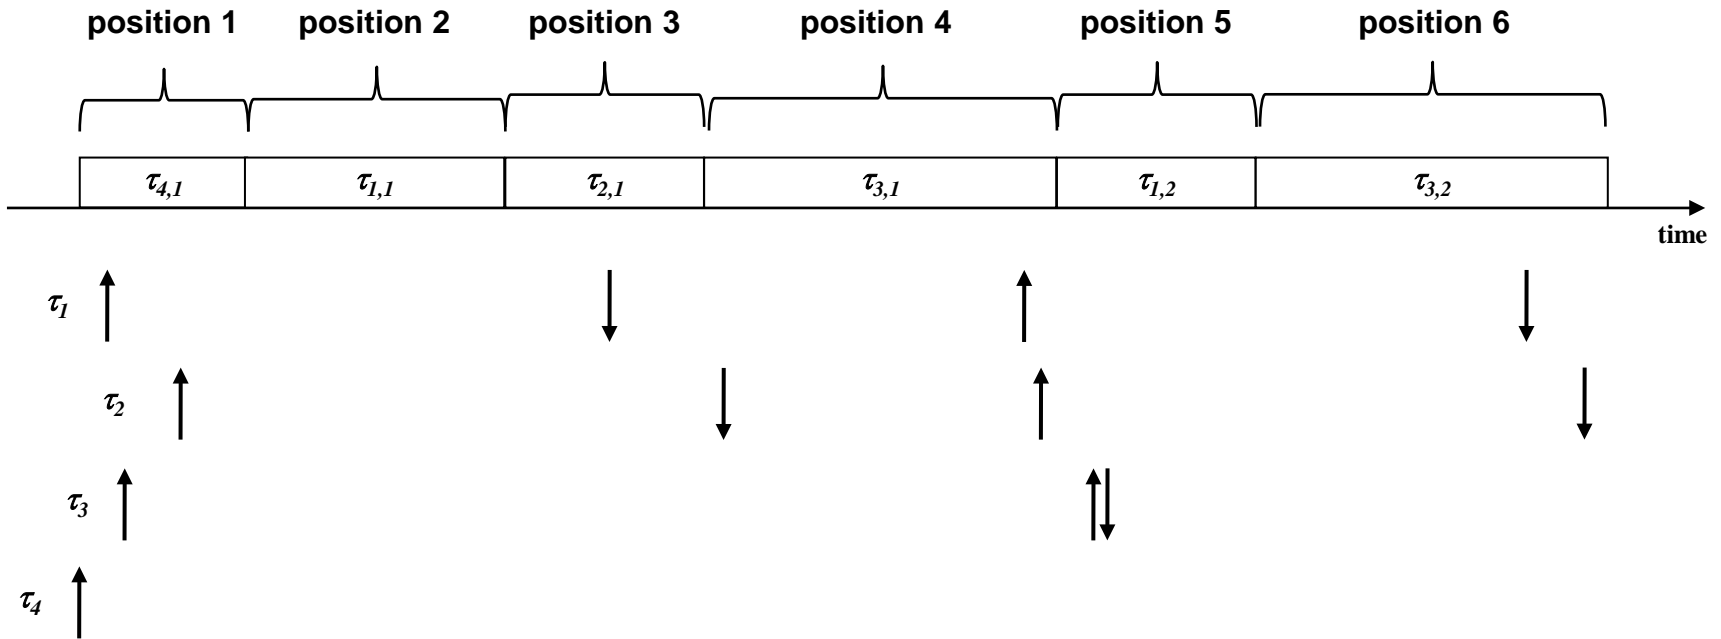 position 1 position 2 position 3 position 4 position 5 position 6
τ4,1 τ1,1 τ2,1 τ3,1 τ1,2 τ3,2
time
τ1
τ2
τ3
τ4